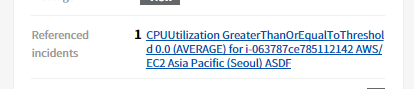 Referenced incidents
1 CPUUtilization GreaterThanOrEqualToThreshol
d 0.0 (AVERAGE) for i-063787ce785112142 AWS/
EC2 Asia Pacific (Seoul) ASDF